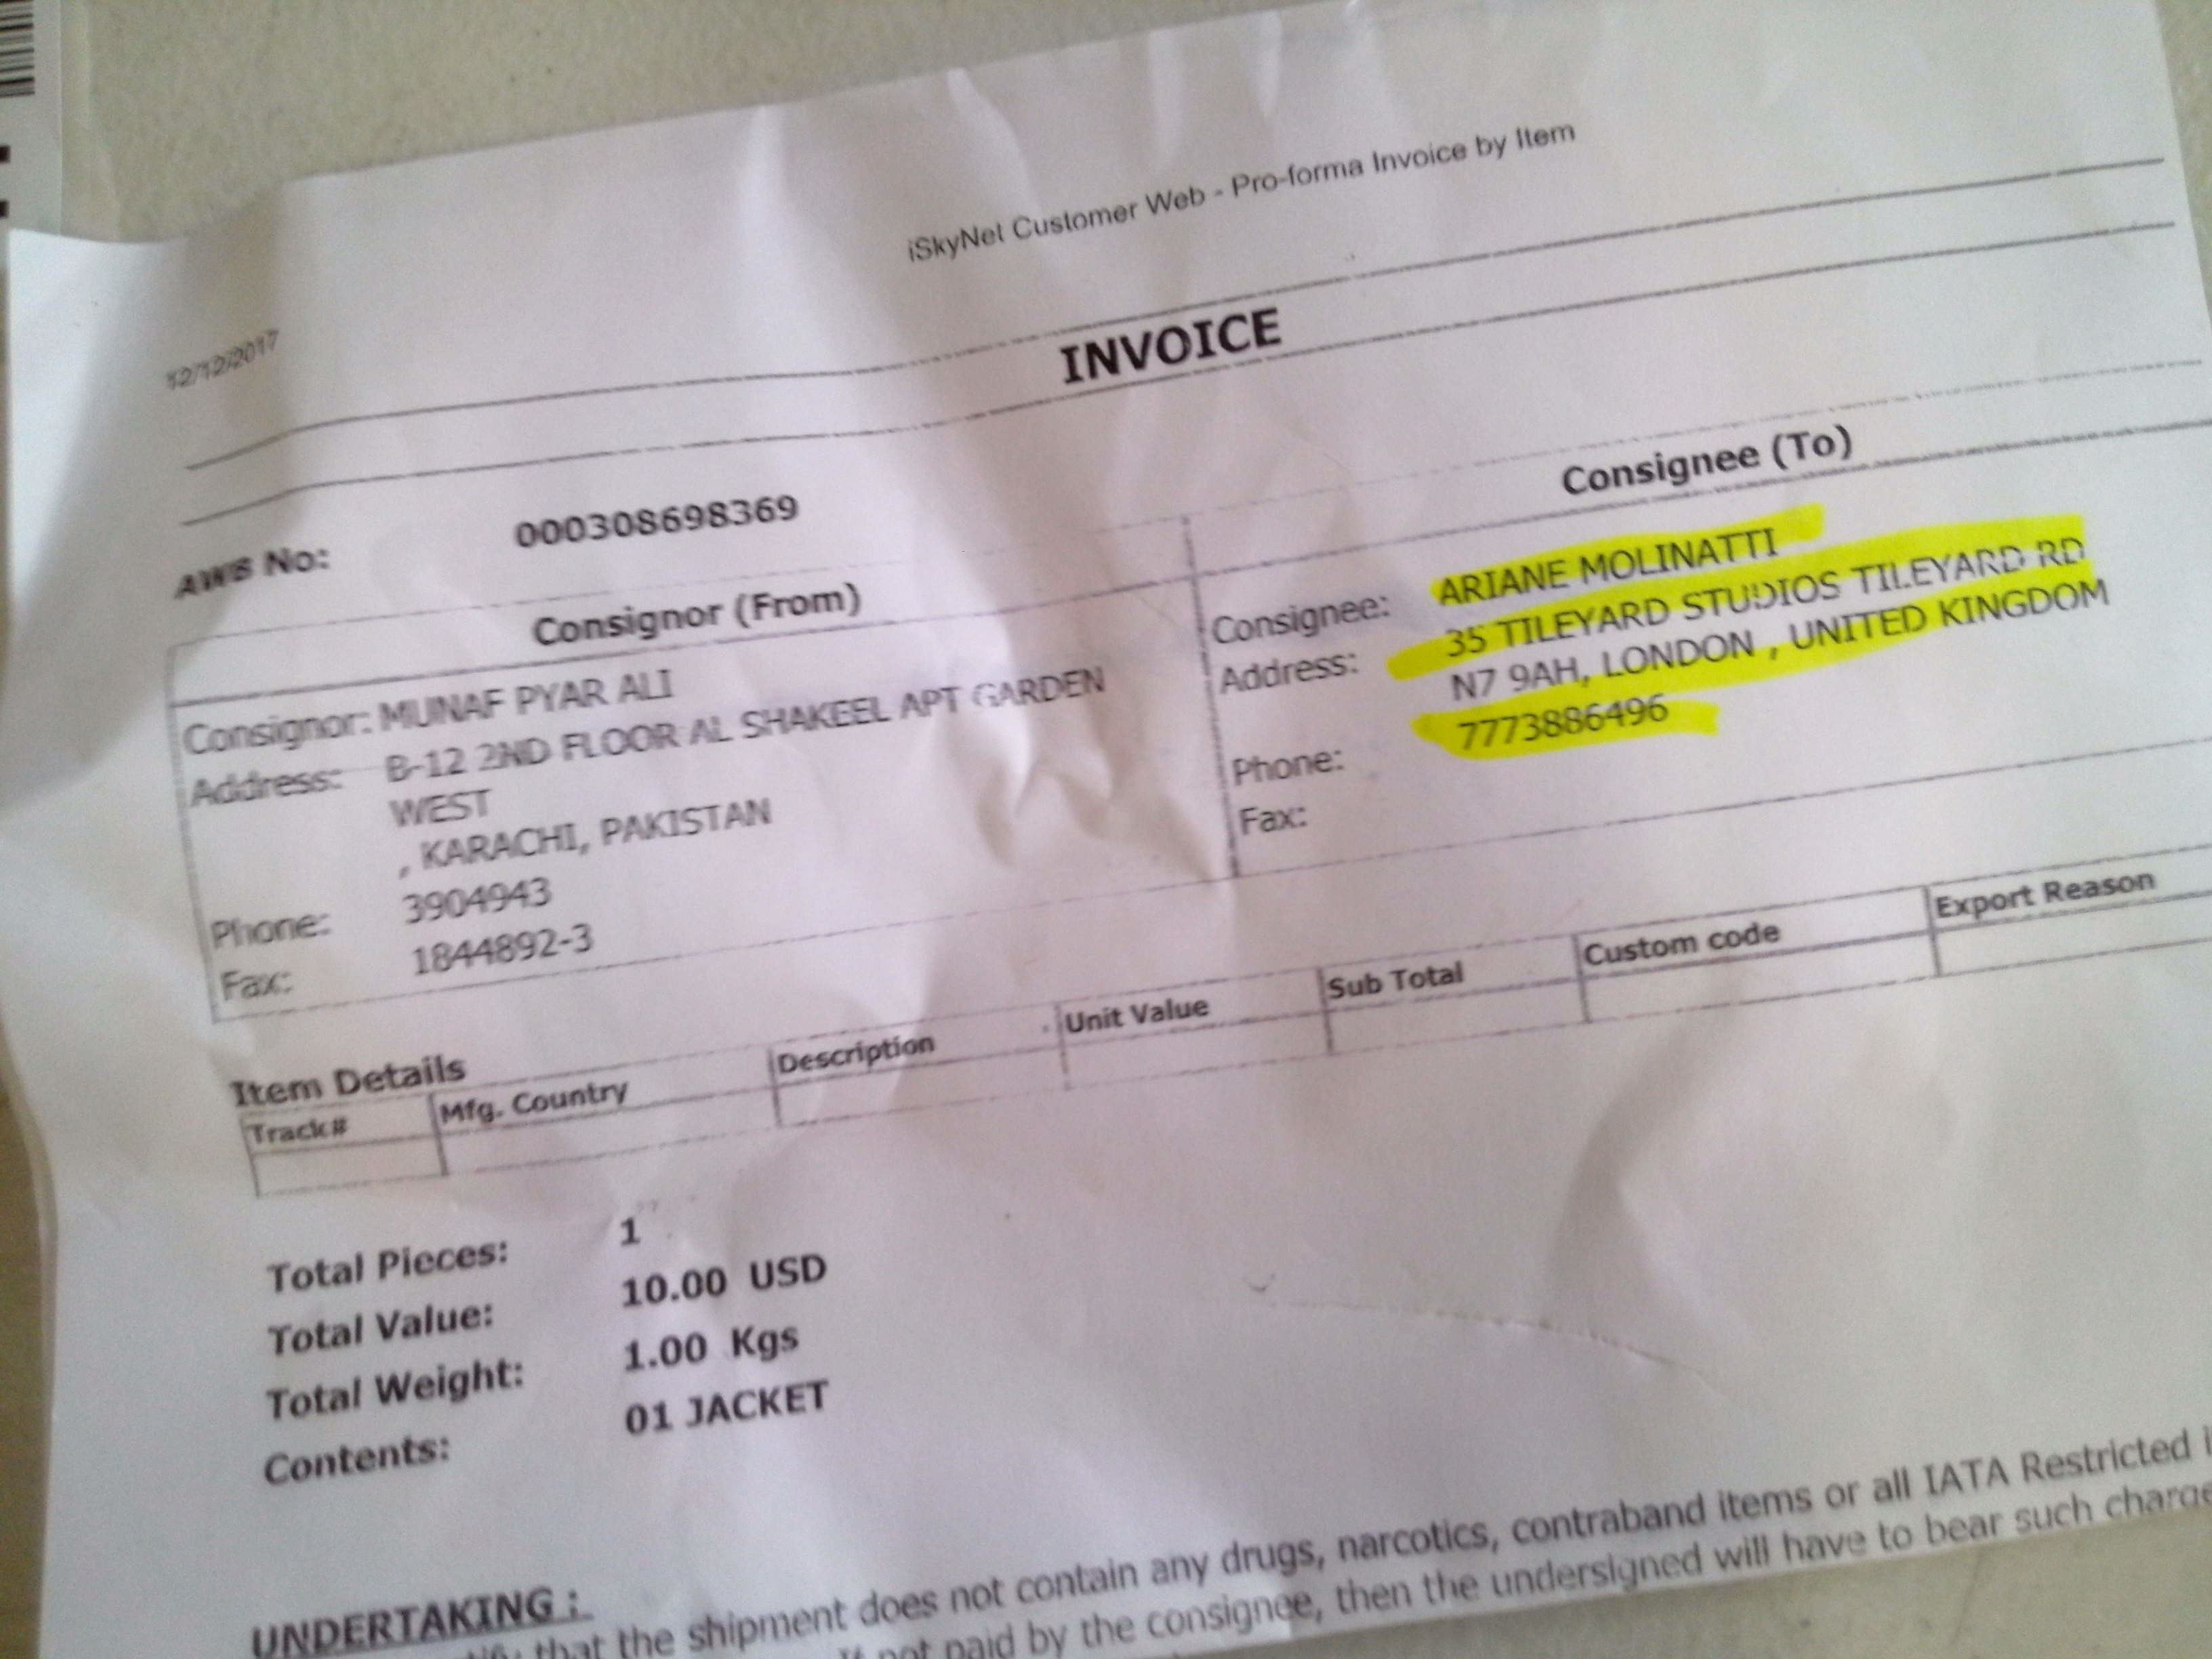 12/12/2017
iSkyNet Customer Web - Pro-forma Invoice by Item
INVOICE
AWB No: 000308698369
Consignor (From)
Consignor: MUNAF PYAR ALI
Address: B-12 2ND FLOOR AL SHAKEEL APT GARDEN
WEST
, KARACHI, PAKISTAN
Phone: 3904943
Fax: 1844892-3
Consignee (To)
Consignee: ARIANE MOLINATTI
Address: 35 TILEYARD STUDIOS TILEYARD RD
N7 9AH, LONDON , UNITED KINGDOM
Phone: 7773886496
Fax:
Item Details
Track# Mfg. Country Description Unit Value Sub Total Custom code Export Reason
Total Pieces: 1
Total Value: 10.00 USD
Total Weight: 1.00 Kgs
Contents: 01 JACKET
UNDERTAKING :
that the shipment does not contain any drugs, narcotics, contraband items or all IATA Restricted
not paid by the consignee, then the undersigned will have to bear such